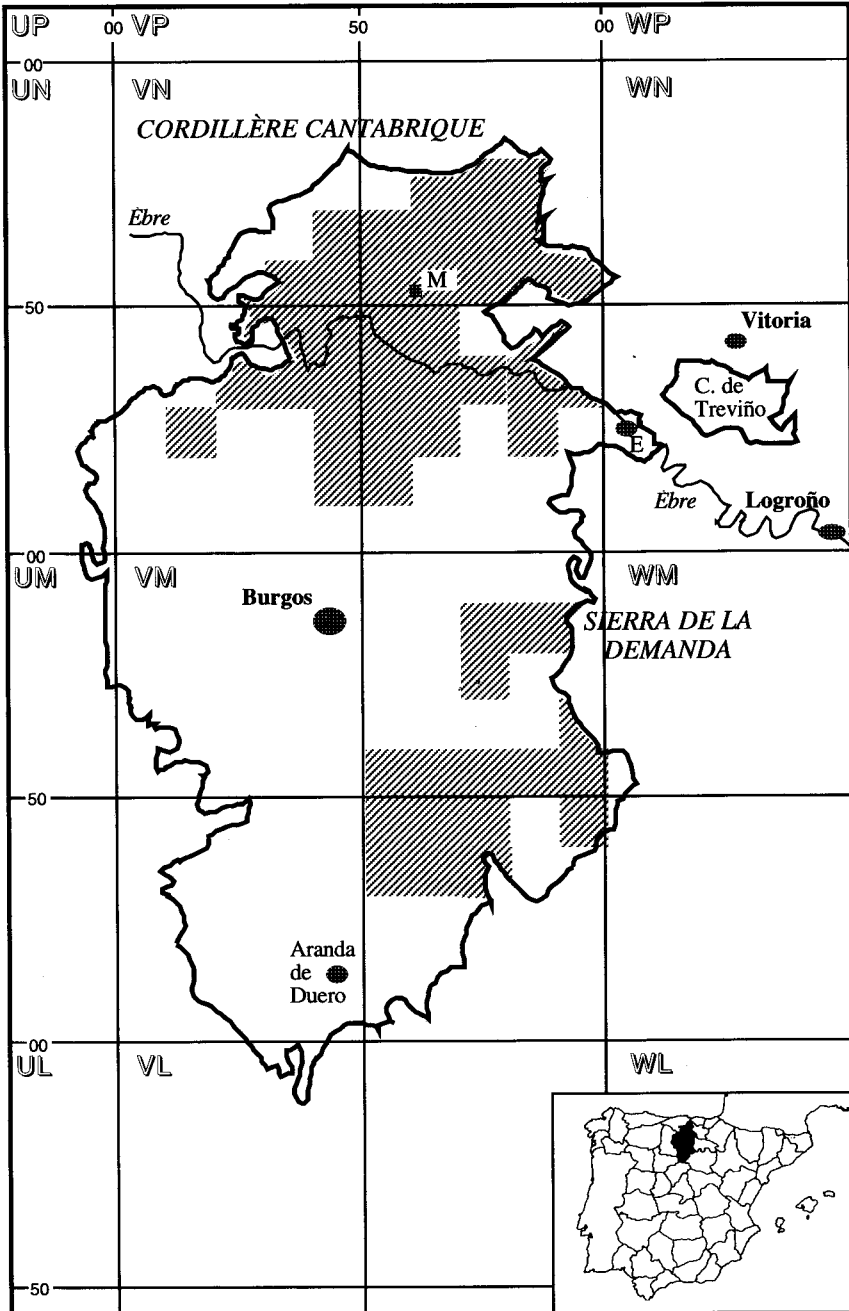 UP
00
VP
50
00
WP
00
UN
VN
WN
CORDILLÈRE CANTABRIQUE
Èbre
M
50
Vitoria
C. de
Treviño
E
Èbre
Logroño
00
UM
VM
WM
Burgos
SIERRA DE LA
DEMANDA
50
Aranda
de
Duero
00
UL
VL
WL
50